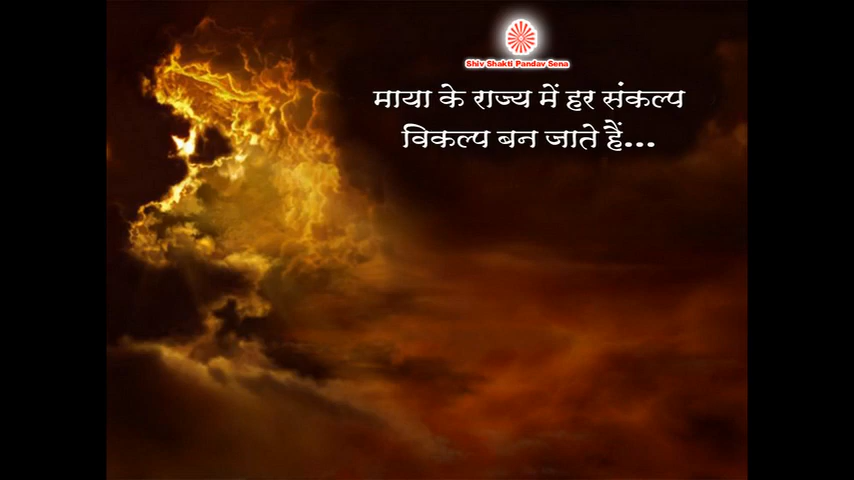 Shiv Shakti Pandav Sena
माया के राज्य में हर संकल्प
विकल्प बन जाते हैं...